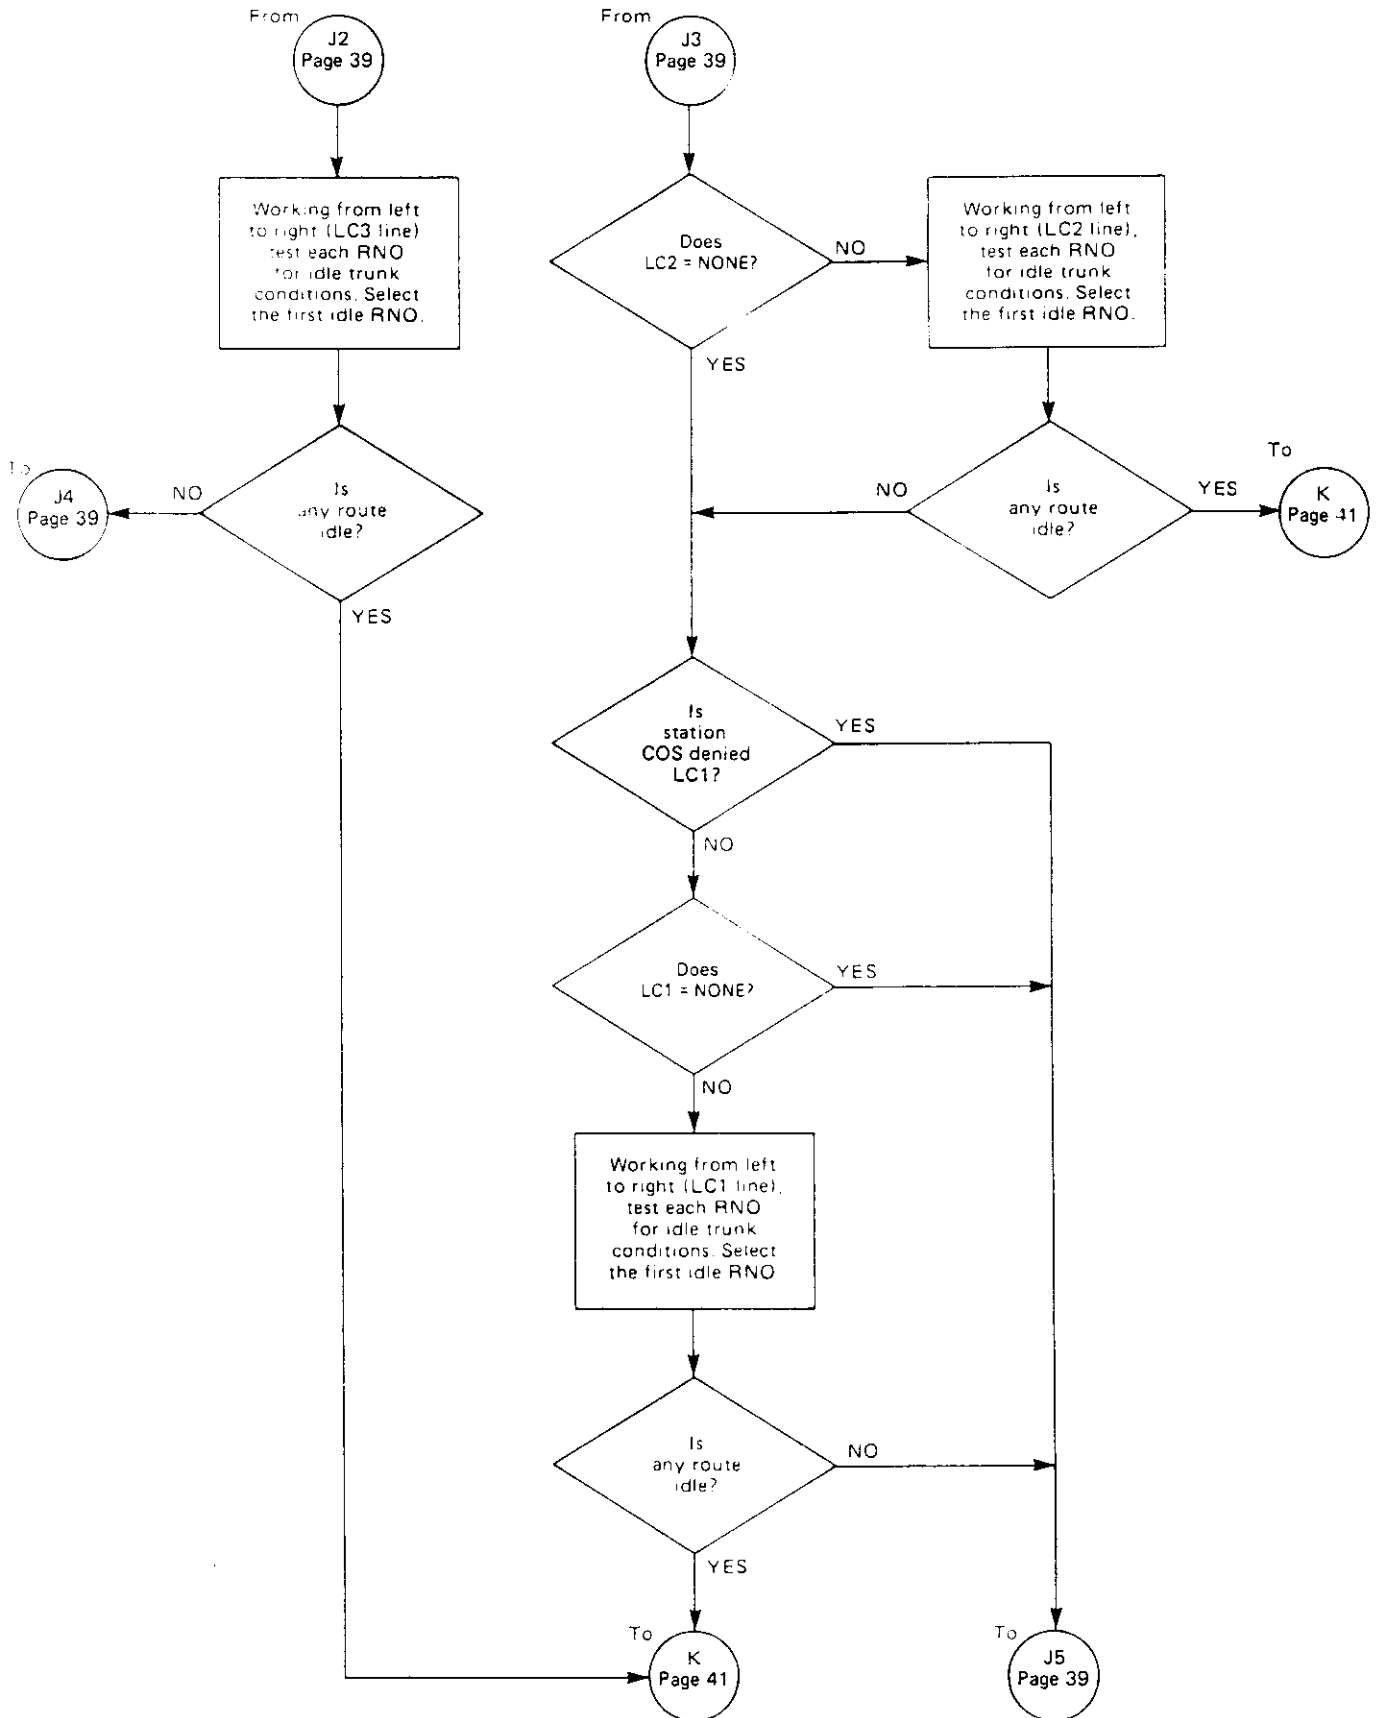 From
J2
Page 39
Working from left
to right (LC3 line)
test each RNO
for idle trunk
conditions. Select
the first idle RNO.
Is
any route
idle?
NO
To
J4
Page 39
YES
From
J3
Page 39
Does
LC2 = NONE?
NO
YES
Working from left
to right (LC2 line),
test each RNO
for idle trunk
conditions. Select
the first idle RNO.
Is
any route
idle?
NO
YES
To
K
Page 41
Is
station
COS denied
LC1?
YES
NO
Does
LC1 = NONE?
YES
NO
Working from left
to right (LC1 line),
test each RNO
for idle trunk
conditions. Select
the first idle RNO
Is
any route
idle?
NO
YES
To
K
Page 41
To
J5
Page 39